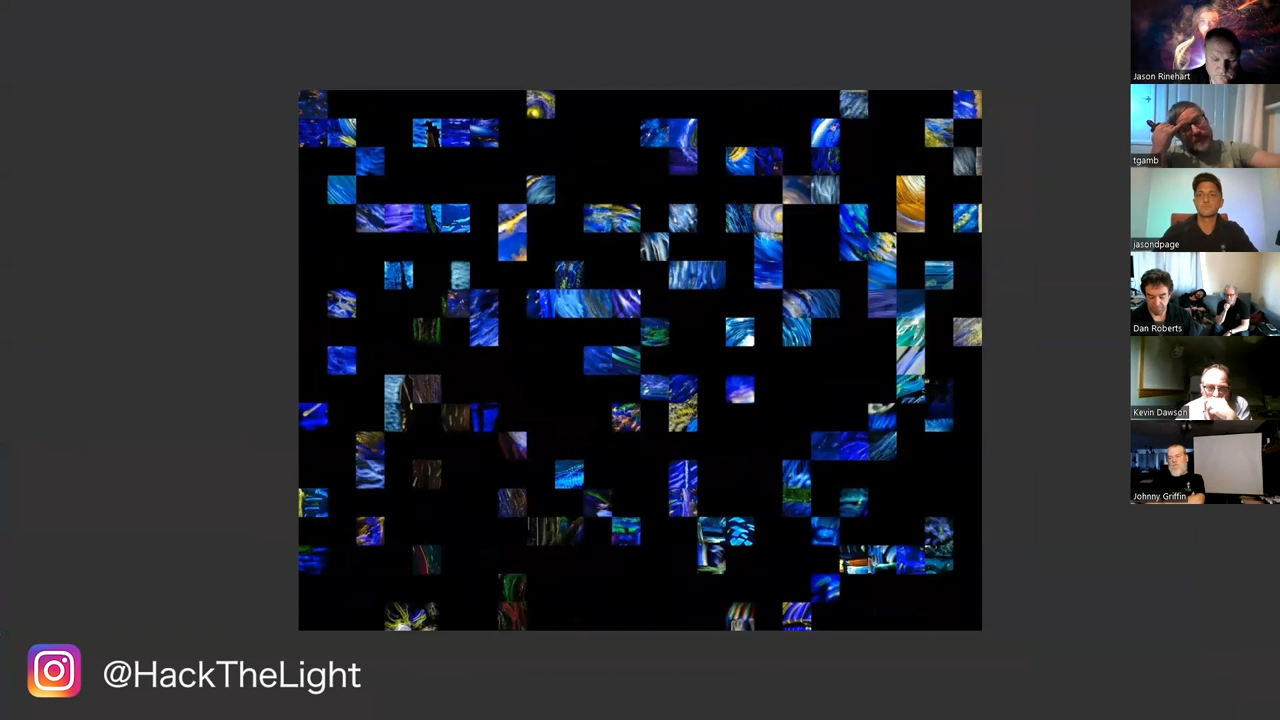 Jason Rinehart
tgamb
jasondpage
Dan Roberts
Kevin Dawson
Johnny Griffin
@HackTheLight